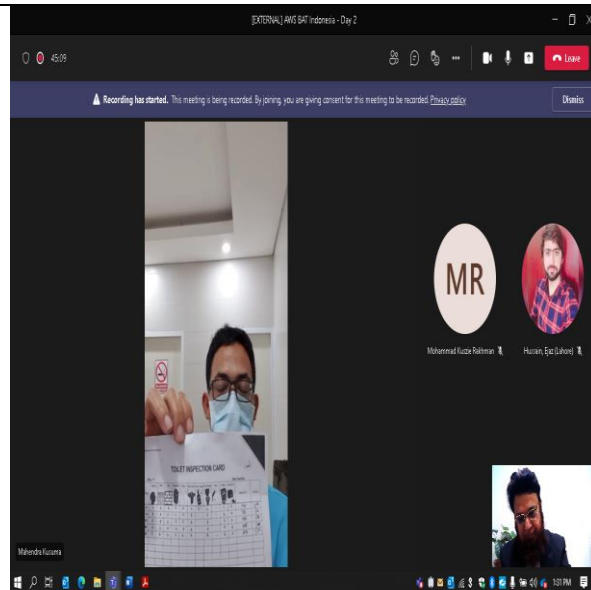 [EXTERNAL] AWS BAT Indonesia - Day 2
45:09
Leave
Recording has started. This meeting is being recorded. By joining, you are giving consent for this meeting to be recorded. Privacy policy
Dismiss
MR
Mohammad Kuzzie Rakhman
Hussain, Ejaz (Lahore)
TOILET INSPECTION CARD
Mahendra Kusuma
1:31 PM